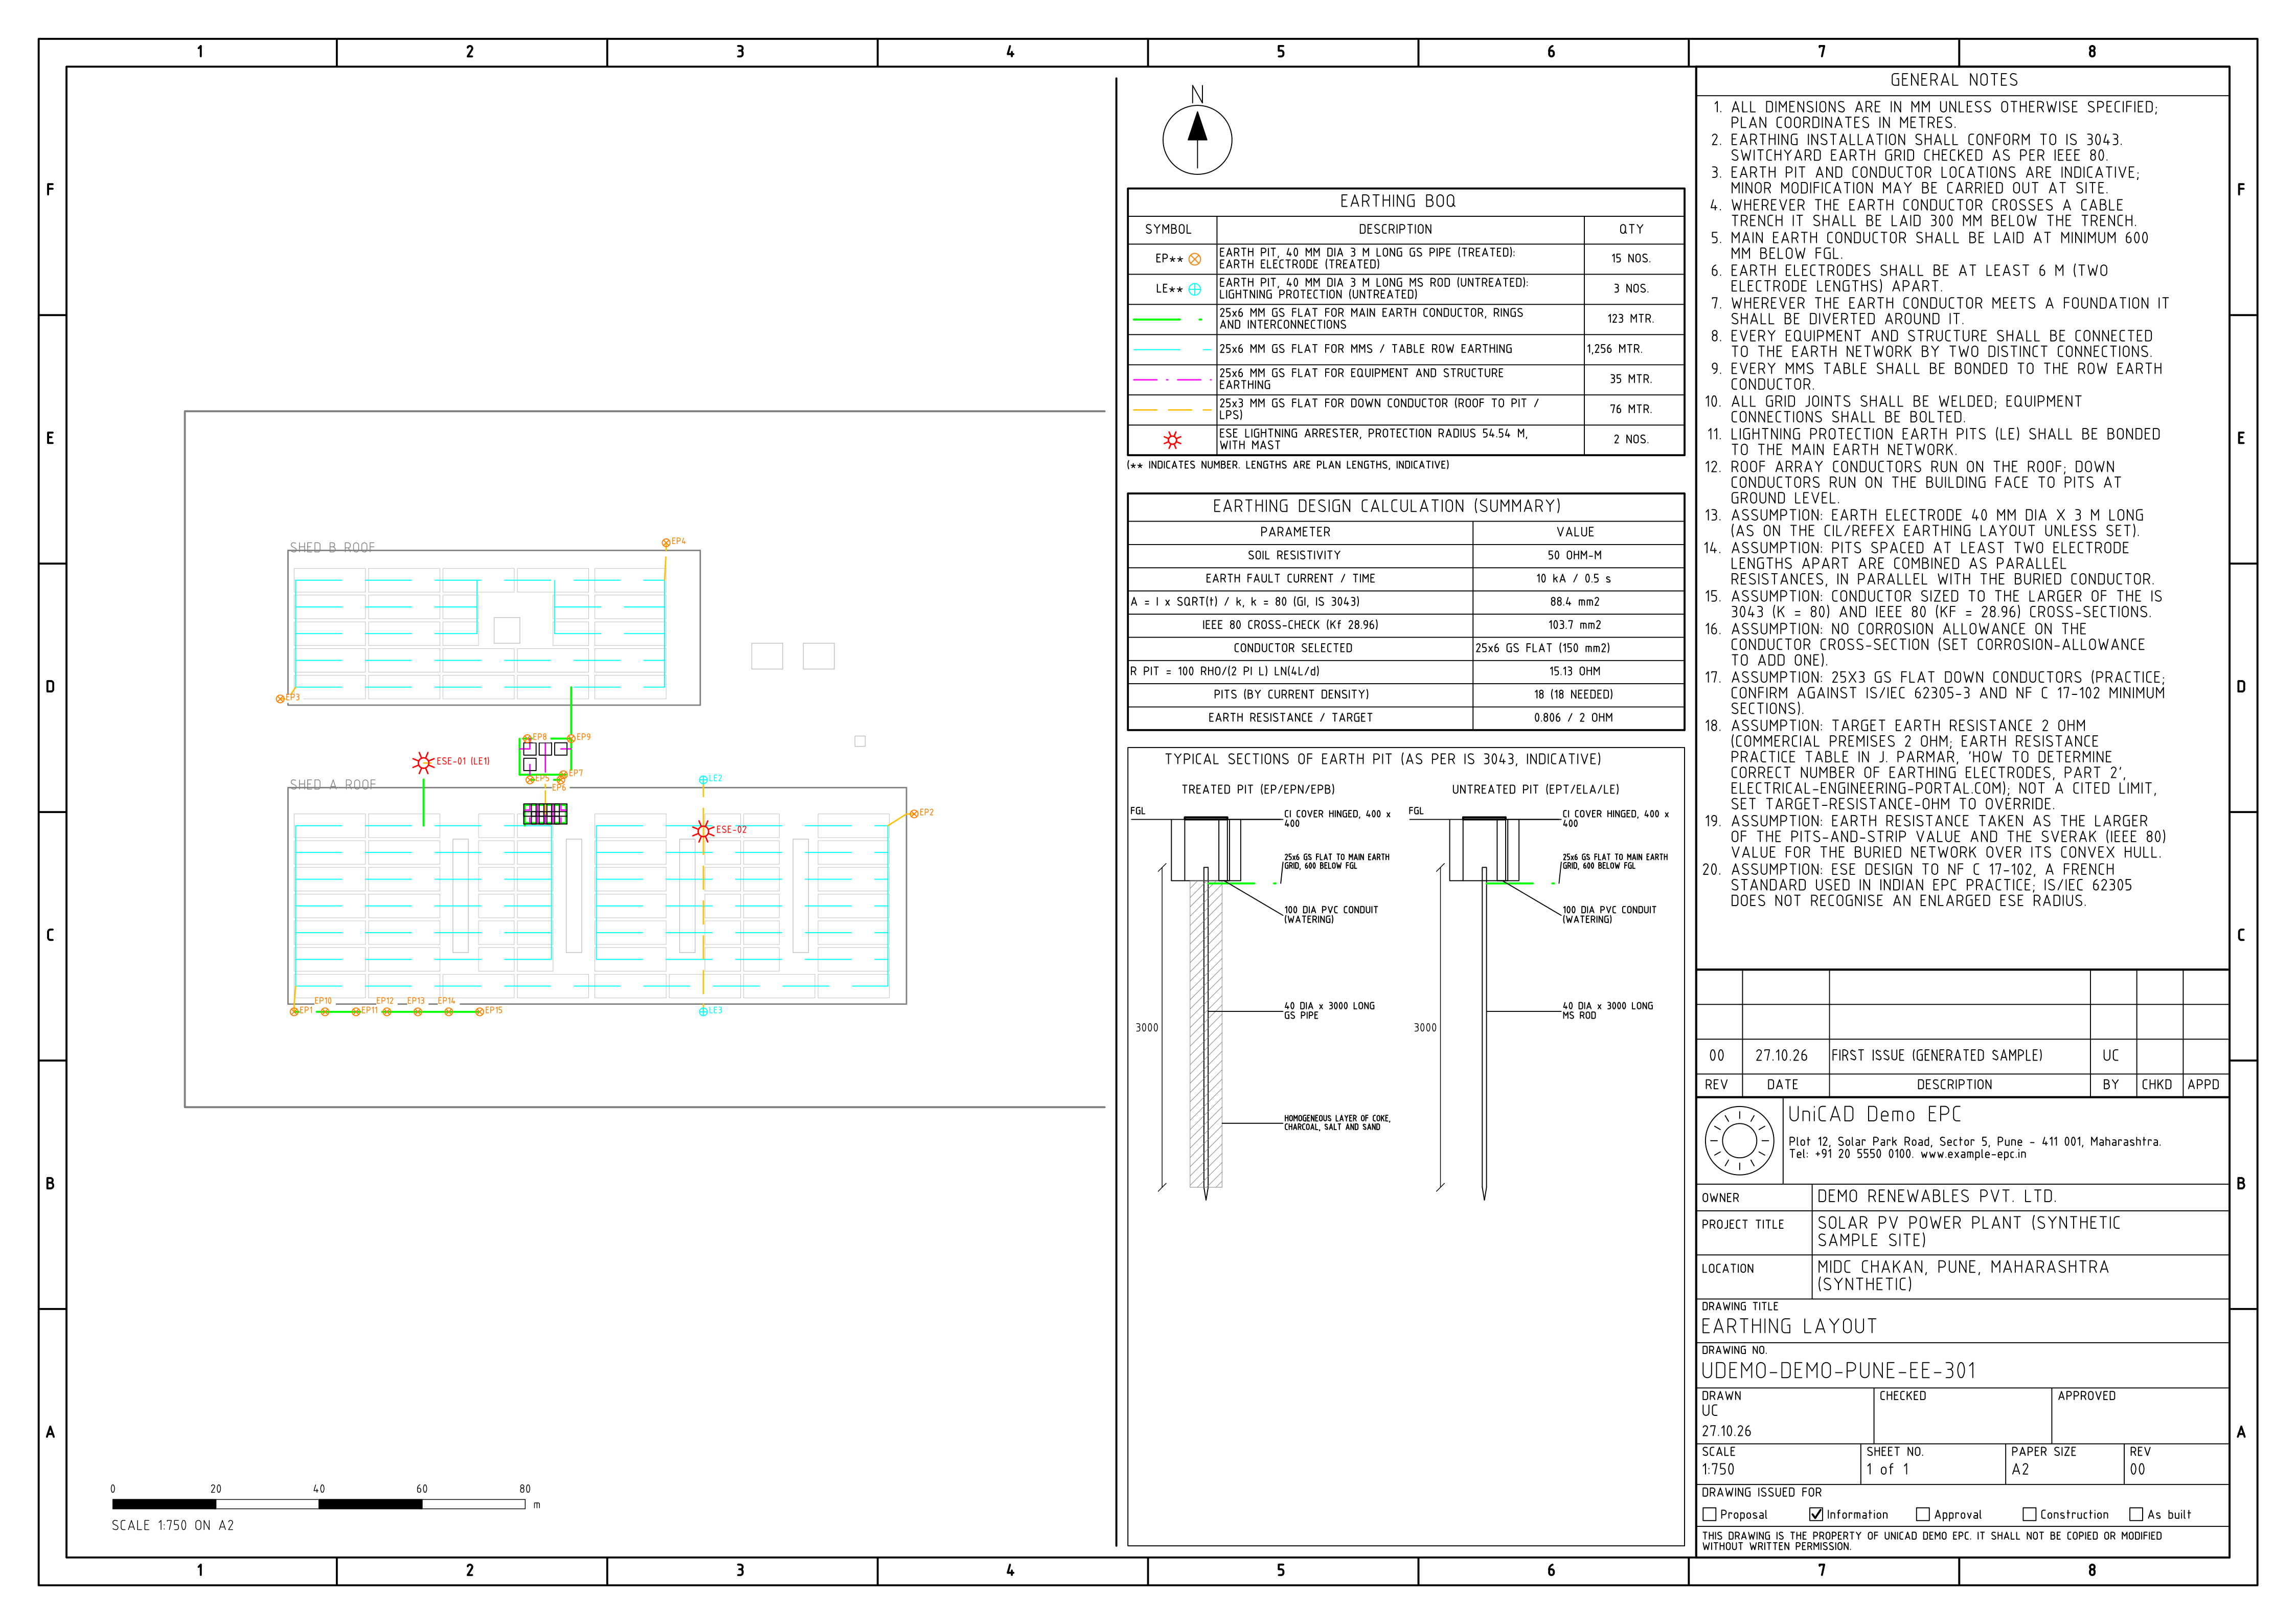 1 2 3 4 5 6 7 8
F
E
D
C
B
A
SHED B ROOF
EP4
EP3
EP8
EP9
ESE-01 (LE1)
EP5
EP7
EP6
LE2
SHED A ROOF
EP2
ESE-02
EP10
EP12
EP13
EP14
EP1
EP11
EP15
LE3
0 20 40 60 80 m
SCALE 1:750 ON A2
N
EARTHING BOQ
SYMBOL DESCRIPTION QTY
EP** EARTH PIT, 40 MM DIA 3 M LONG GS PIPE (TREATED): 15 NOS.
EARTH ELECTRODE (TREATED)
LE** EARTH PIT, 40 MM DIA 3 M LONG MS ROD (UNTREATED): 3 NOS.
LIGHTNING PROTECTION (UNTREATED)
25x6 MM GS FLAT FOR MAIN EARTH CONDUCTOR, RINGS 123 MTR.
AND INTERCONNECTIONS
25x6 MM GS FLAT FOR MMS / TABLE ROW EARTHING 1,256 MTR.
25x6 MM GS FLAT FOR EQUIPMENT AND STRUCTURE 35 MTR.
EARTHING
25x3 MM GS FLAT FOR DOWN CONDUCTOR (ROOF TO PIT / 76 MTR.
LPS)
ESE LIGHTNING ARRESTER, PROTECTION RADIUS 54.54 M, 2 NOS.
WITH MAST
(** INDICATES NUMBER. LENGTHS ARE PLAN LENGTHS, INDICATIVE)
EARTHING DESIGN CALCULATION (SUMMARY)
PARAMETER VALUE
SOIL RESISTIVITY 50 OHM-M
EARTH FAULT CURRENT / TIME 10 kA / 0.5 s
A = I x SQRT(t) / k, k = 80 (GI, IS 3043) 88.4 mm2
IEEE 80 CROSS-CHECK (Kf 28.96) 103.7 mm2
CONDUCTOR SELECTED 25x6 GS FLAT (150 mm2)
R PIT = 100 RHO/(2 PI L) LN(4L/d) 15.13 OHM
PITS (BY CURRENT DENSITY) 18 (18 NEEDED)
EARTH RESISTANCE / TARGET 0.806 / 2 OHM
TYPICAL SECTIONS OF EARTH PIT (AS PER IS 3043, INDICATIVE)
TREATED PIT (EP/EPN/EPB)
FGL
CI COVER HINGED, 400 x
400
25x6 GS FLAT TO MAIN EARTH
GRID, 600 BELOW FGL
100 DIA PVC CONDUIT
(WATERING)
40 DIA x 3000 LONG
GS PIPE
3000
HOMOGENEOUS LAYER OF COKE,
CHARCOAL, SALT AND SAND
UNTREATED PIT (EPT/ELA/LE)
FGL
CI COVER HINGED, 400 x
400
25x6 GS FLAT TO MAIN EARTH
GRID, 600 BELOW FGL
100 DIA PVC CONDUIT
(WATERING)
40 DIA x 3000 LONG
MS ROD
3000
GENERAL NOTES
1. ALL DIMENSIONS ARE IN MM UNLESS OTHERWISE SPECIFIED;
PLAN COORDINATES IN METRES.
2. EARTHING INSTALLATION SHALL CONFORM TO IS 3043.
SWITCHYARD EARTH GRID CHECKED AS PER IEEE 80.
3. EARTH PIT AND CONDUCTOR LOCATIONS ARE INDICATIVE;
MINOR MODIFICATION MAY BE CARRIED OUT AT SITE.
4. WHEREVER THE EARTH CONDUCTOR CROSSES A CABLE
TRENCH IT SHALL BE LAID 300 MM BELOW THE TRENCH.
5. MAIN EARTH CONDUCTOR SHALL BE LAID AT MINIMUM 600
MM BELOW FGL.
6. EARTH ELECTRODES SHALL BE AT LEAST 6 M (TWO
ELECTRODE LENGTHS) APART.
7. WHEREVER THE EARTH CONDUCTOR MEETS A FOUNDATION IT
SHALL BE DIVERTED AROUND IT.
8. EVERY EQUIPMENT AND STRUCTURE SHALL BE CONNECTED
TO THE EARTH NETWORK BY TWO DISTINCT CONNECTIONS.
9. EVERY MMS TABLE SHALL BE BONDED TO THE ROW EARTH
CONDUCTOR.
10. ALL GRID JOINTS SHALL BE WELDED; EQUIPMENT
CONNECTIONS SHALL BE BOLTED.
11. LIGHTNING PROTECTION EARTH PITS (LE) SHALL BE BONDED
TO THE MAIN EARTH NETWORK.
12. ROOF ARRAY CONDUCTORS RUN ON THE ROOF; DOWN
CONDUCTORS RUN ON THE BUILDING FACE TO PITS AT
GROUND LEVEL.
13. ASSUMPTION: EARTH ELECTRODE 40 MM DIA X 3 M LONG
(AS ON THE CIL/REFEX EARTHING LAYOUT UNLESS SET).
14. ASSUMPTION: PITS SPACED AT LEAST TWO ELECTRODE
LENGTHS APART ARE COMBINED AS PARALLEL
RESISTANCES, IN PARALLEL WITH THE BURIED CONDUCTOR.
15. ASSUMPTION: CONDUCTOR SIZED TO THE LARGER OF THE IS
3043 (K = 80) AND IEEE 80 (KF = 28.96) CROSS-SECTIONS.
16. ASSUMPTION: NO CORROSION ALLOWANCE ON THE
CONDUCTOR CROSS-SECTION (SET CORROSION-ALLOWANCE
TO ADD ONE).
17. ASSUMPTION: 25X3 GS FLAT DOWN CONDUCTORS (PRACTICE;
CONFIRM AGAINST IS/IEC 62305-3 AND NF C 17-102 MINIMUM
SECTIONS).
18. ASSUMPTION: TARGET EARTH RESISTANCE 2 OHM
(COMMERCIAL PREMISES 2 OHM; EARTH RESISTANCE
PRACTICE TABLE IN J. PARMAR, 'HOW TO DETERMINE
CORRECT NUMBER OF EARTHING ELECTRODES, PART 2',
ELECTRICAL-ENGINEERING-PORTAL.COM); NOT A CITED LIMIT,
SET TARGET-RESISTANCE-OHM TO OVERRIDE.
19. ASSUMPTION: EARTH RESISTANCE TAKEN AS THE LARGER
OF THE PITS-AND-STRIP VALUE AND THE SVERAK (IEEE 80)
VALUE FOR THE BURIED NETWORK OVER ITS CONVEX HULL.
20. ASSUMPTION: ESE DESIGN TO NF C 17-102, A FRENCH
STANDARD USED IN INDIAN EPC PRACTICE; IS/IEC 62305
DOES NOT RECOGNISE AN ENLARGED ESE RADIUS.
00 27.10.26 FIRST ISSUE (GENERATED SAMPLE) UC
REV DATE DESCRIPTION BY CHKD APPD
UniCAD Demo EPC
Plot 12, Solar Park Road, Sector 5, Pune - 411 001, Maharashtra.
Tel: +91 20 5550 0100. www.example-epc.in
OWNER DEMO RENEWABLES PVT. LTD.
PROJECT TITLE SOLAR PV POWER PLANT (SYNTHETIC
SAMPLE SITE)
LOCATION MIDC CHAKAN, PUNE, MAHARASHTRA
(SYNTHETIC)
DRAWING TITLE
EARTHING LAYOUT
DRAWING NO.
UDEMO-DEMO-PUNE-EE-301
DRAWN CHECKED APPROVED
UC
27.10.26
SCALE SHEET NO. PAPER SIZE REV
1:750 1 of 1 A2 00
DRAWING ISSUED FOR
Proposal Information Approval Construction As built
THIS DRAWING IS THE PROPERTY OF UNICAD DEMO EPC. IT SHALL NOT BE COPIED OR MODIFIED
WITHOUT WRITTEN PERMISSION.
F
E
D
C
B
A
1 2 3 4 5 6 7 8